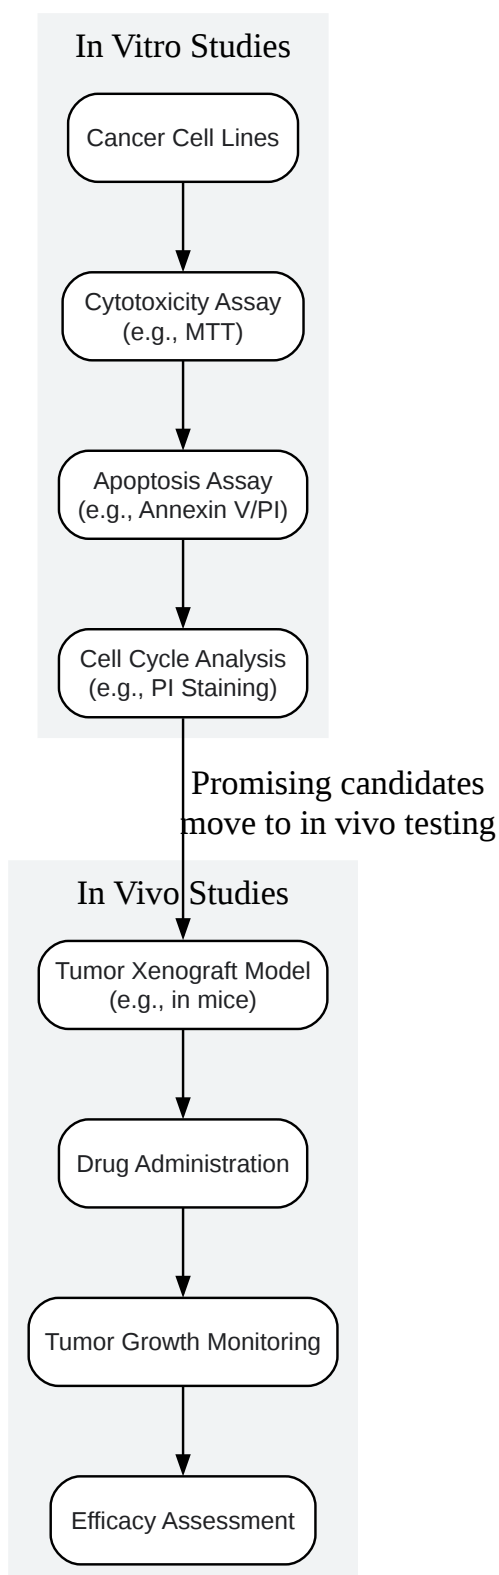 In Vitro Studies
Cancer Cell Lines
Cytotoxicity Assay
(e.g., MTT)
Apoptosis Assay
(e.g., Annexin V/PI)
Cell Cycle Analysis
(e.g., PI Staining)
Promising candidates
move to in vivo testing
In Vivo Studies
Tumor Xenograft Model
(e.g., in mice)
Drug Administration
Tumor Growth Monitoring
Efficacy Assessment